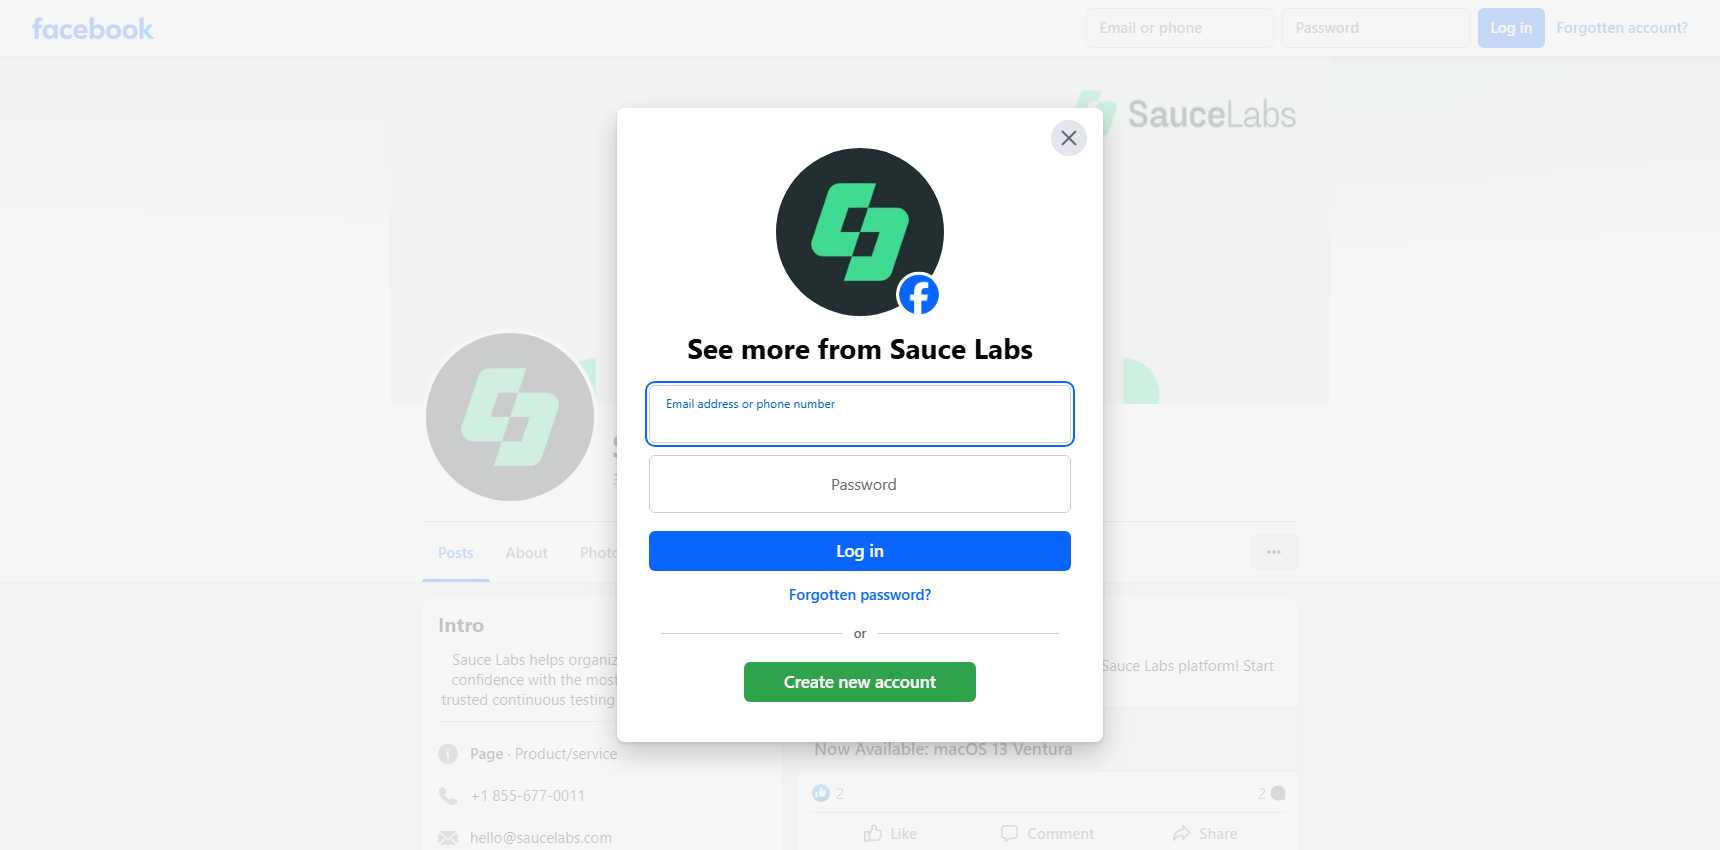 facebook
Email or phone
Password
Log in
Forgotten account?
SauceLabs
See more from Sauce Labs
Email address or phone number
Password
Log in
Forgotten password?
or
Create new account
Posts
About
Intro
Sauce Labs helps
confidence with the most
trusted continuous testing
Page · Product/service
+1 855-677-0011
hello@saucelabs.com
Sauce Labs platform! Start
Now Available: macOS 13 Ventura
2
2
Like
Comment
Share